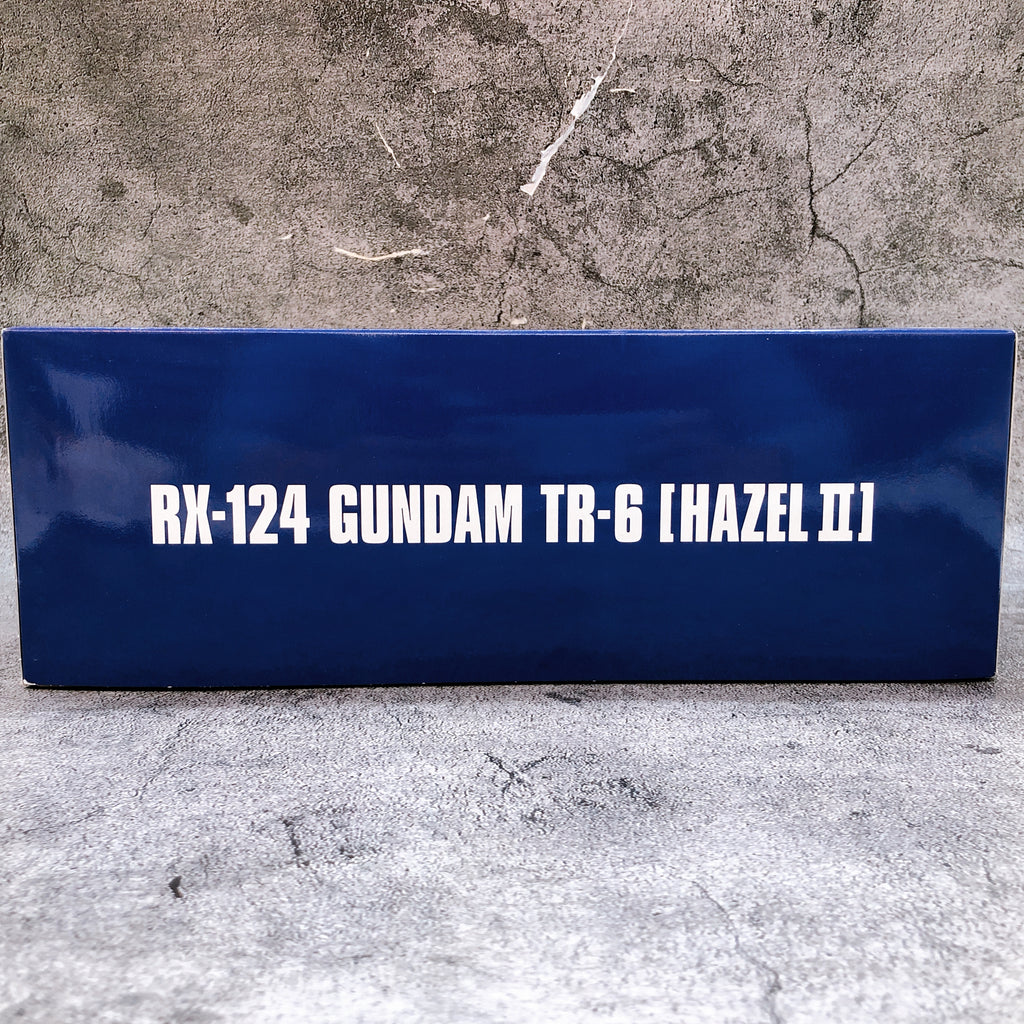 RX-124 GUNDAM TR-6 [HAZEL II]